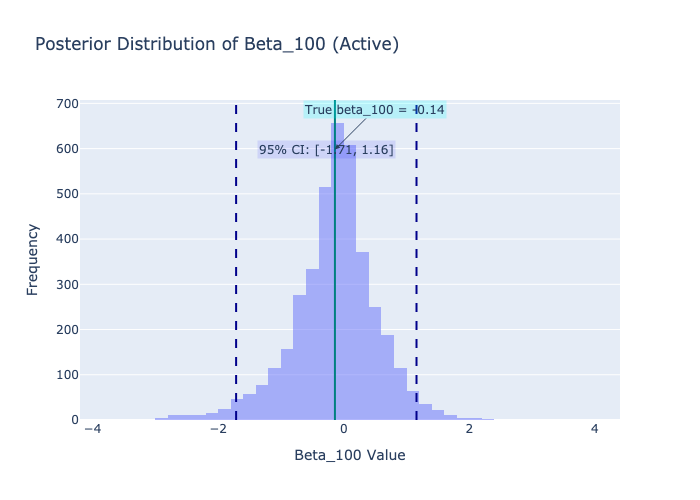 Posterior Distribution of Beta_100 (Active)
True beta_100 = -0.14
95% CI: [-1.71, 1.16]
700
600
500
400
300
200
100
0
−4
−2
0
2
4
Frequency
Beta_100 Value